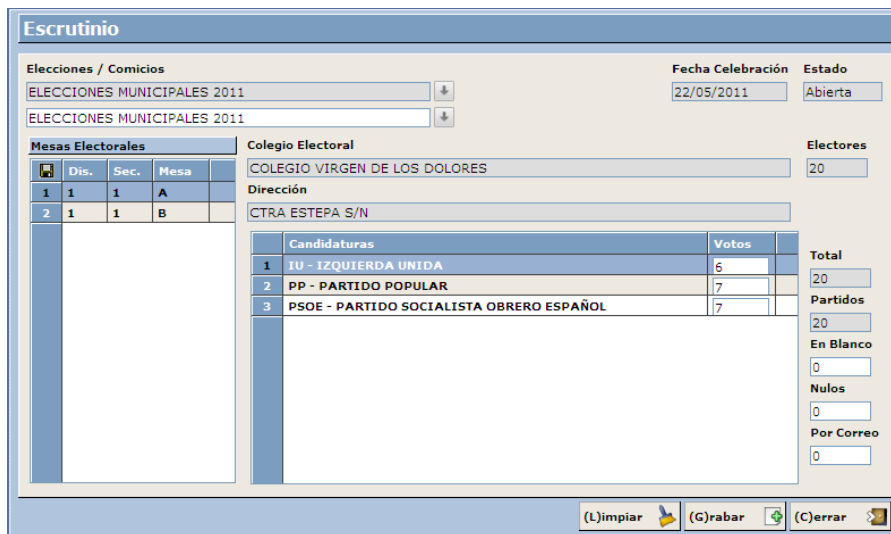 Escrutinio
Elecciones / Comicios Fecha Celebración Estado
ELECCIONES MUNICIPALES 2011 22/05/2011 Abierta
ELECCIONES MUNICIPALES 2011
Mesas Electorales Colegio Electoral Electores
Dis. Sec. Mesa COLEGIO VIRGEN DE LOS DOLORES 20
1 1 1 A Dirección
2 1 1 B CTRA ESTEPA S/N
Candidaturas Votos
1 IU - IZQUIERDA UNIDA 6
2 PP - PARTIDO POPULAR 7
3 PSOE - PARTIDO SOCIALISTA OBRERO ESPAÑOL 7
Total
20
Partidos
20
En Blanco
0
Nulos
0
Por Correo
0
(L)impiar (G)rabar (C)errar